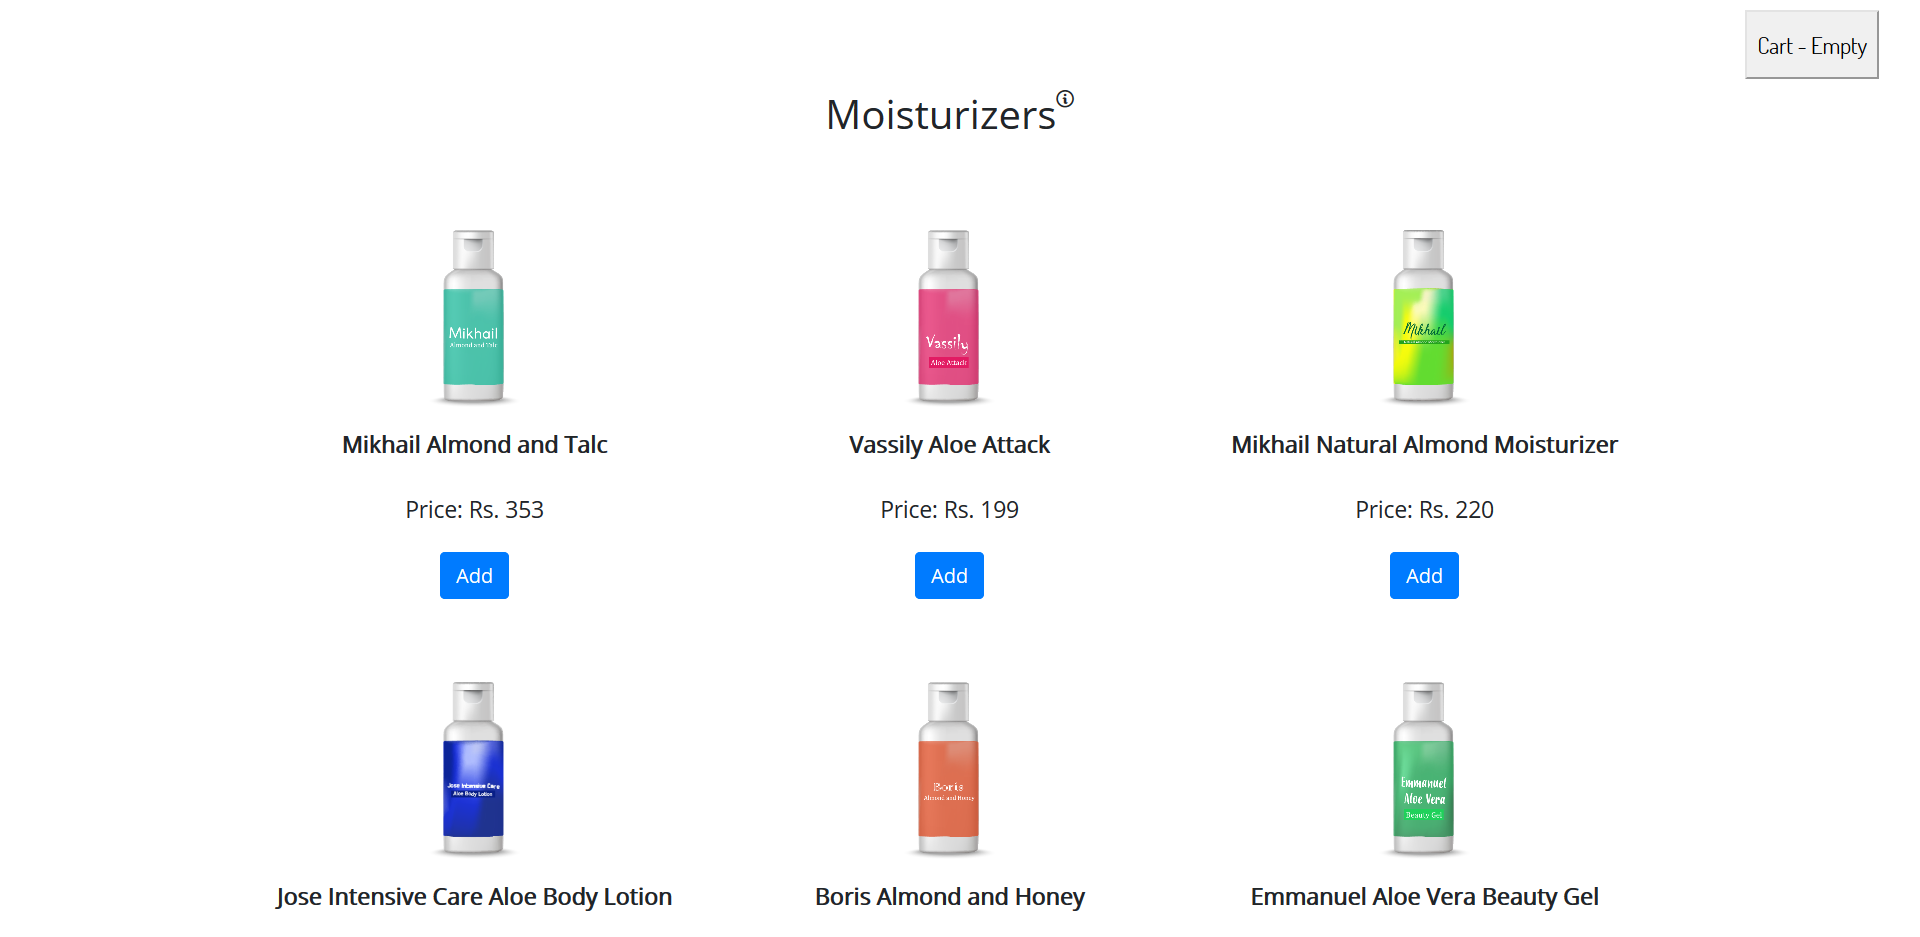 Cart - Empty
Moisturizers
Mikhail
Almond and Talc
Vassily
Aloe Attack
Mikhail
Mikhail Almond and Talc
Vassily Aloe Attack
Mikhail Natural Almond Moisturizer
Price: Rs. 353
Price: Rs. 199
Price: Rs. 220
Add
Add
Add
Jose Intensive Care
Aloe Body Lotion
Boris
Almond and Honey
Emmanuel
Aloe Vera
Beauty Gel
Jose Intensive Care Aloe Body Lotion
Boris Almond and Honey
Emmanuel Aloe Vera Beauty Gel